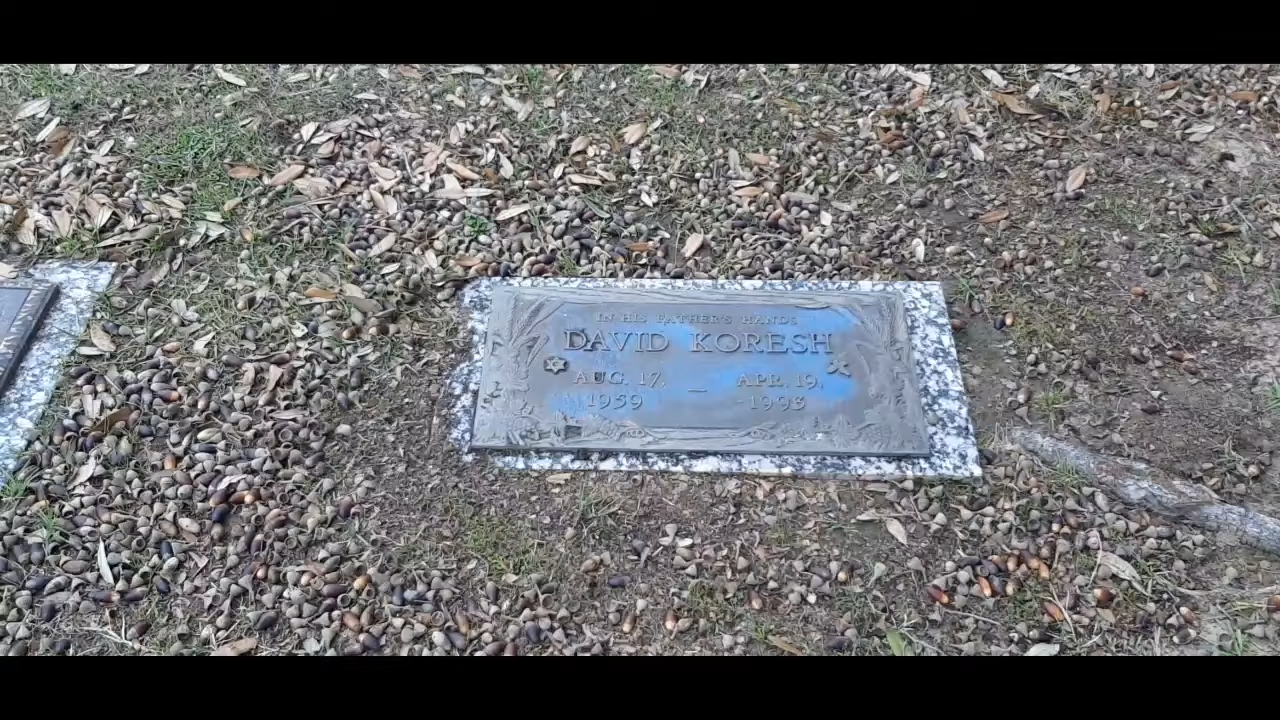 IN HIS FATHER'S HANDS
DAVID KORESH
AUG. 17, — APR. 19,
1959 1993